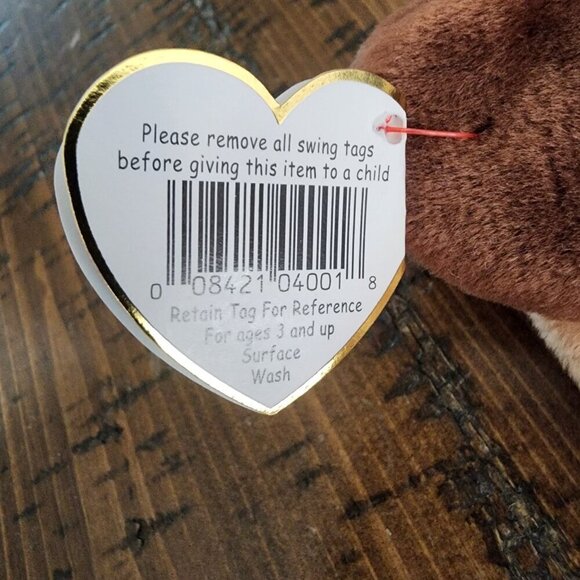 Please remove all swing tags
before giving this item to a child
0 08421 04001 8
Retain Tag For Reference
For ages 3 and up
Surface
Wash